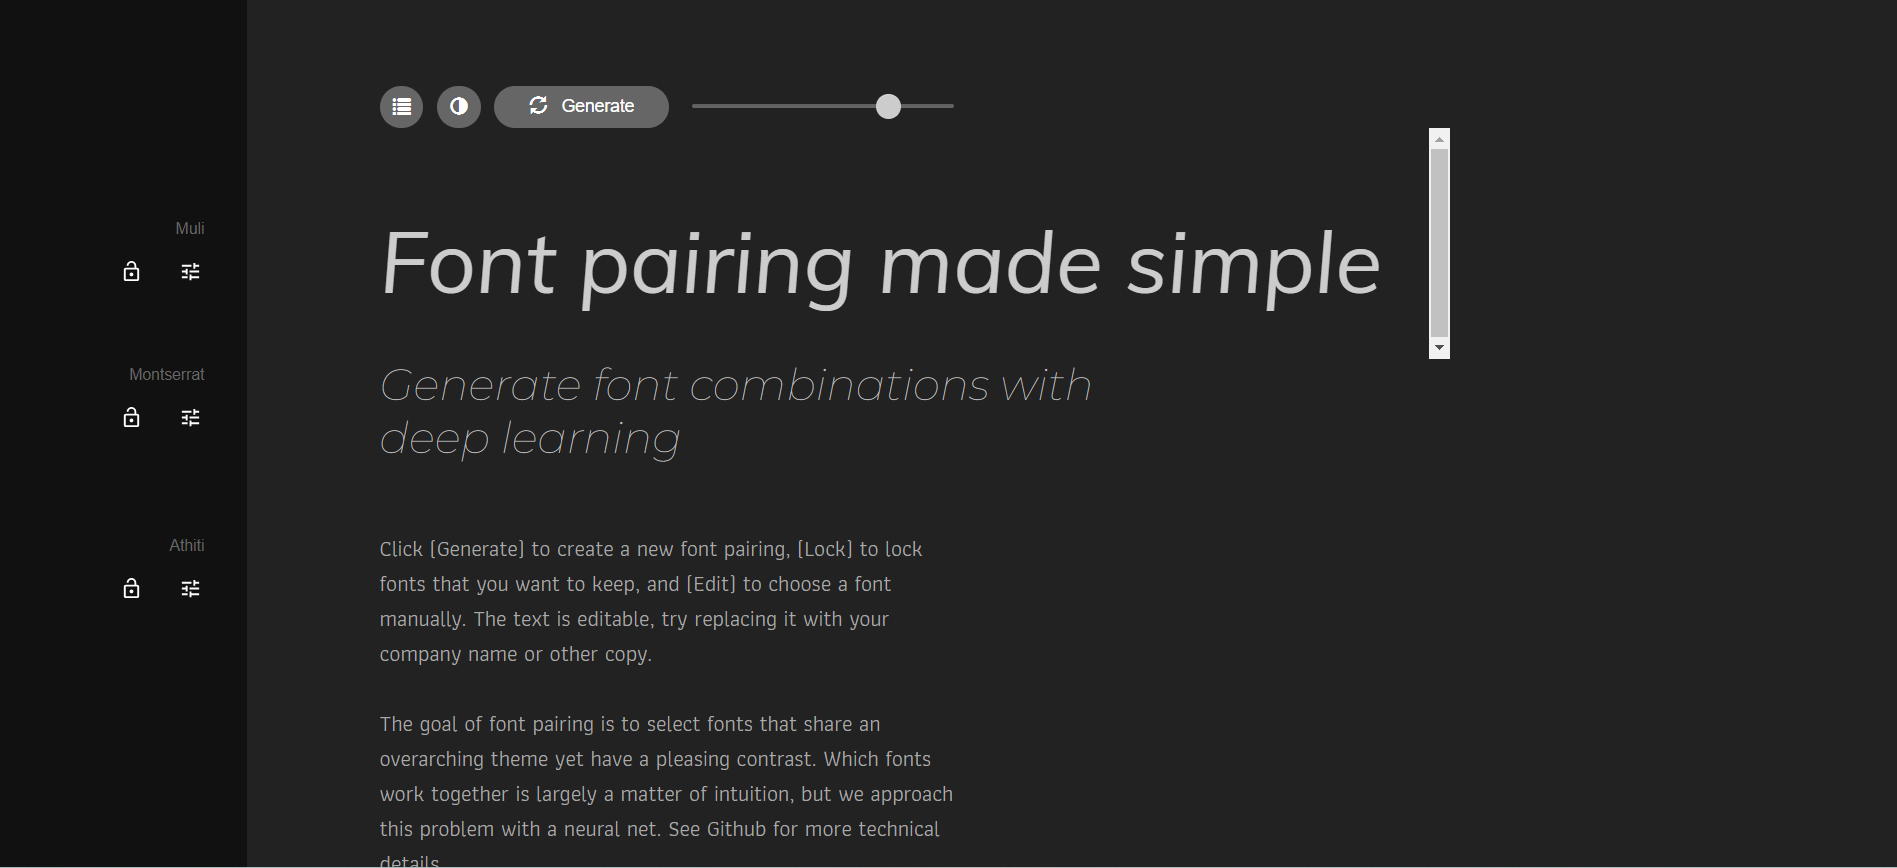 Generate
Muli
Font pairing made simple
Montserrat
Generate font combinations with
deep learning
Athiti
Click [Generate] to create a new font pairing, [Lock] to lock
fonts that you want to keep, and [Edit] to choose a font
manually. The text is editable, try replacing it with your
company name or other copy.
The goal of font pairing is to select fonts that share an
overarching theme yet have a pleasing contrast. Which fonts
work together is largely a matter of intuition, but we approach
this problem with a neural net. See Github for more technical
details.